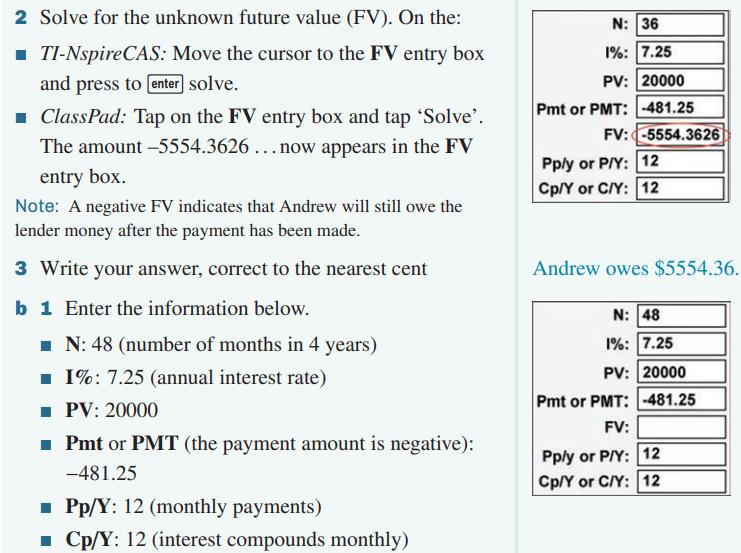 2 Solve for the unknown future value (FV). On the:
■ TI-NspireCAS: Move the cursor to the FV entry box
and press to enter solve.
■ ClassPad: Tap on the FV entry box and tap ‘Solve’.
The amount –5554.3626 … now appears in the FV
entry box.
Note: A negative FV indicates that Andrew will still owe the
lender money after the payment has been made.
N: 36
I%: 7.25
PV: 20000
Pmt or PMT: -481.25
FV: -5554.3626
Pp/y or P/Y: 12
Cp/Y or C/Y: 12
3 Write your answer, correct to the nearest cent
Andrew owes $5554.36.
b 1 Enter the information below.
■ N: 48 (number of months in 4 years)
■ I%: 7.25 (annual interest rate)
■ PV: 20000
■ Pmt or PMT (the payment amount is negative):
−481.25
■ Pp/Y: 12 (monthly payments)
■ Cp/Y: 12 (interest compounds monthly)
N: 48
I%: 7.25
PV: 20000
Pmt or PMT: -481.25
FV:
Pp/y or P/Y: 12
Cp/Y or C/Y: 12